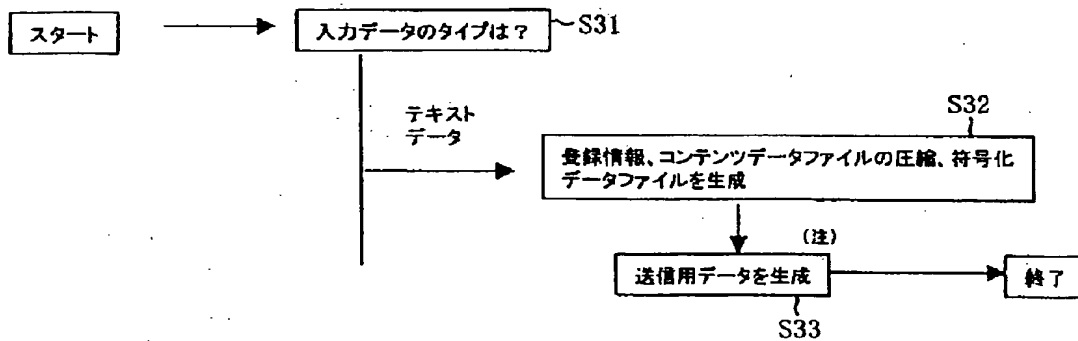 スタート
入力データのタイプは？
S31
テキスト
データ
S32
登録情報、コンテンツデータファイルの圧縮、符号化
データファイルを生成
(注)
送信用データを生成
終了
S33